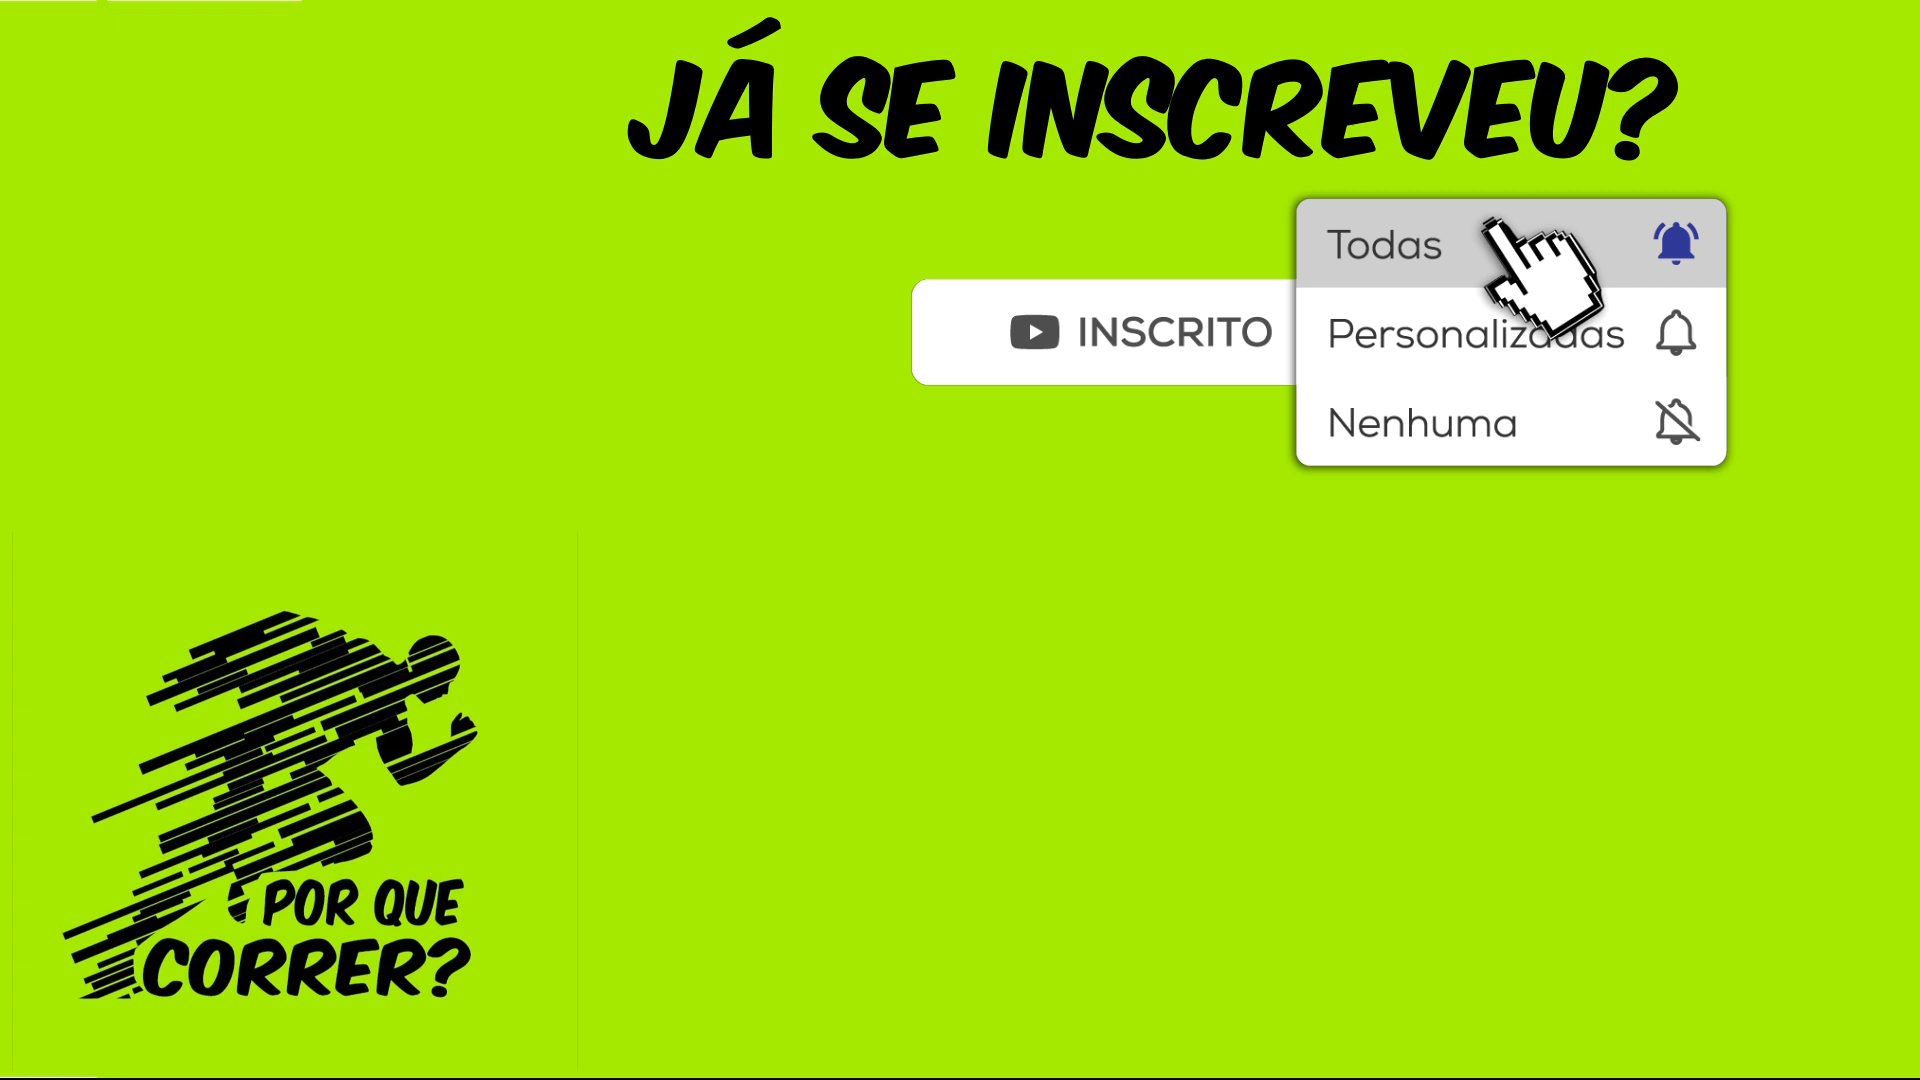 JÁ SE INSCREVEU?
Todas
INSCRITO
Personalizadas
Nenhuma
POR QUE
CORRER?